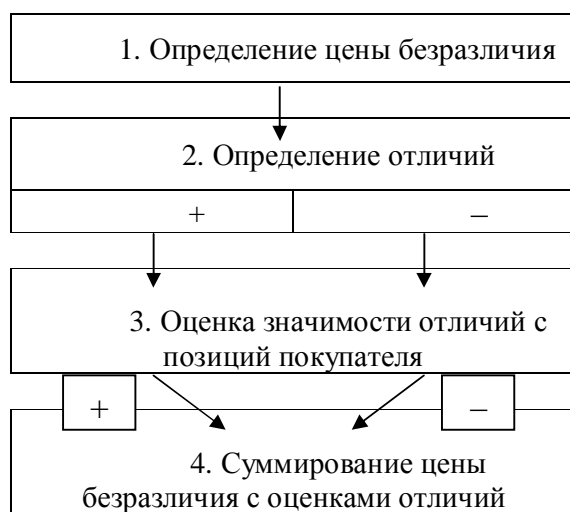 1. Определение цены безразличия
2. Определение отличий
+ –
3. Оценка значимости отличий с
позиций покупателя
+ –
4. Суммирование цены
безразличия с оценками отличий